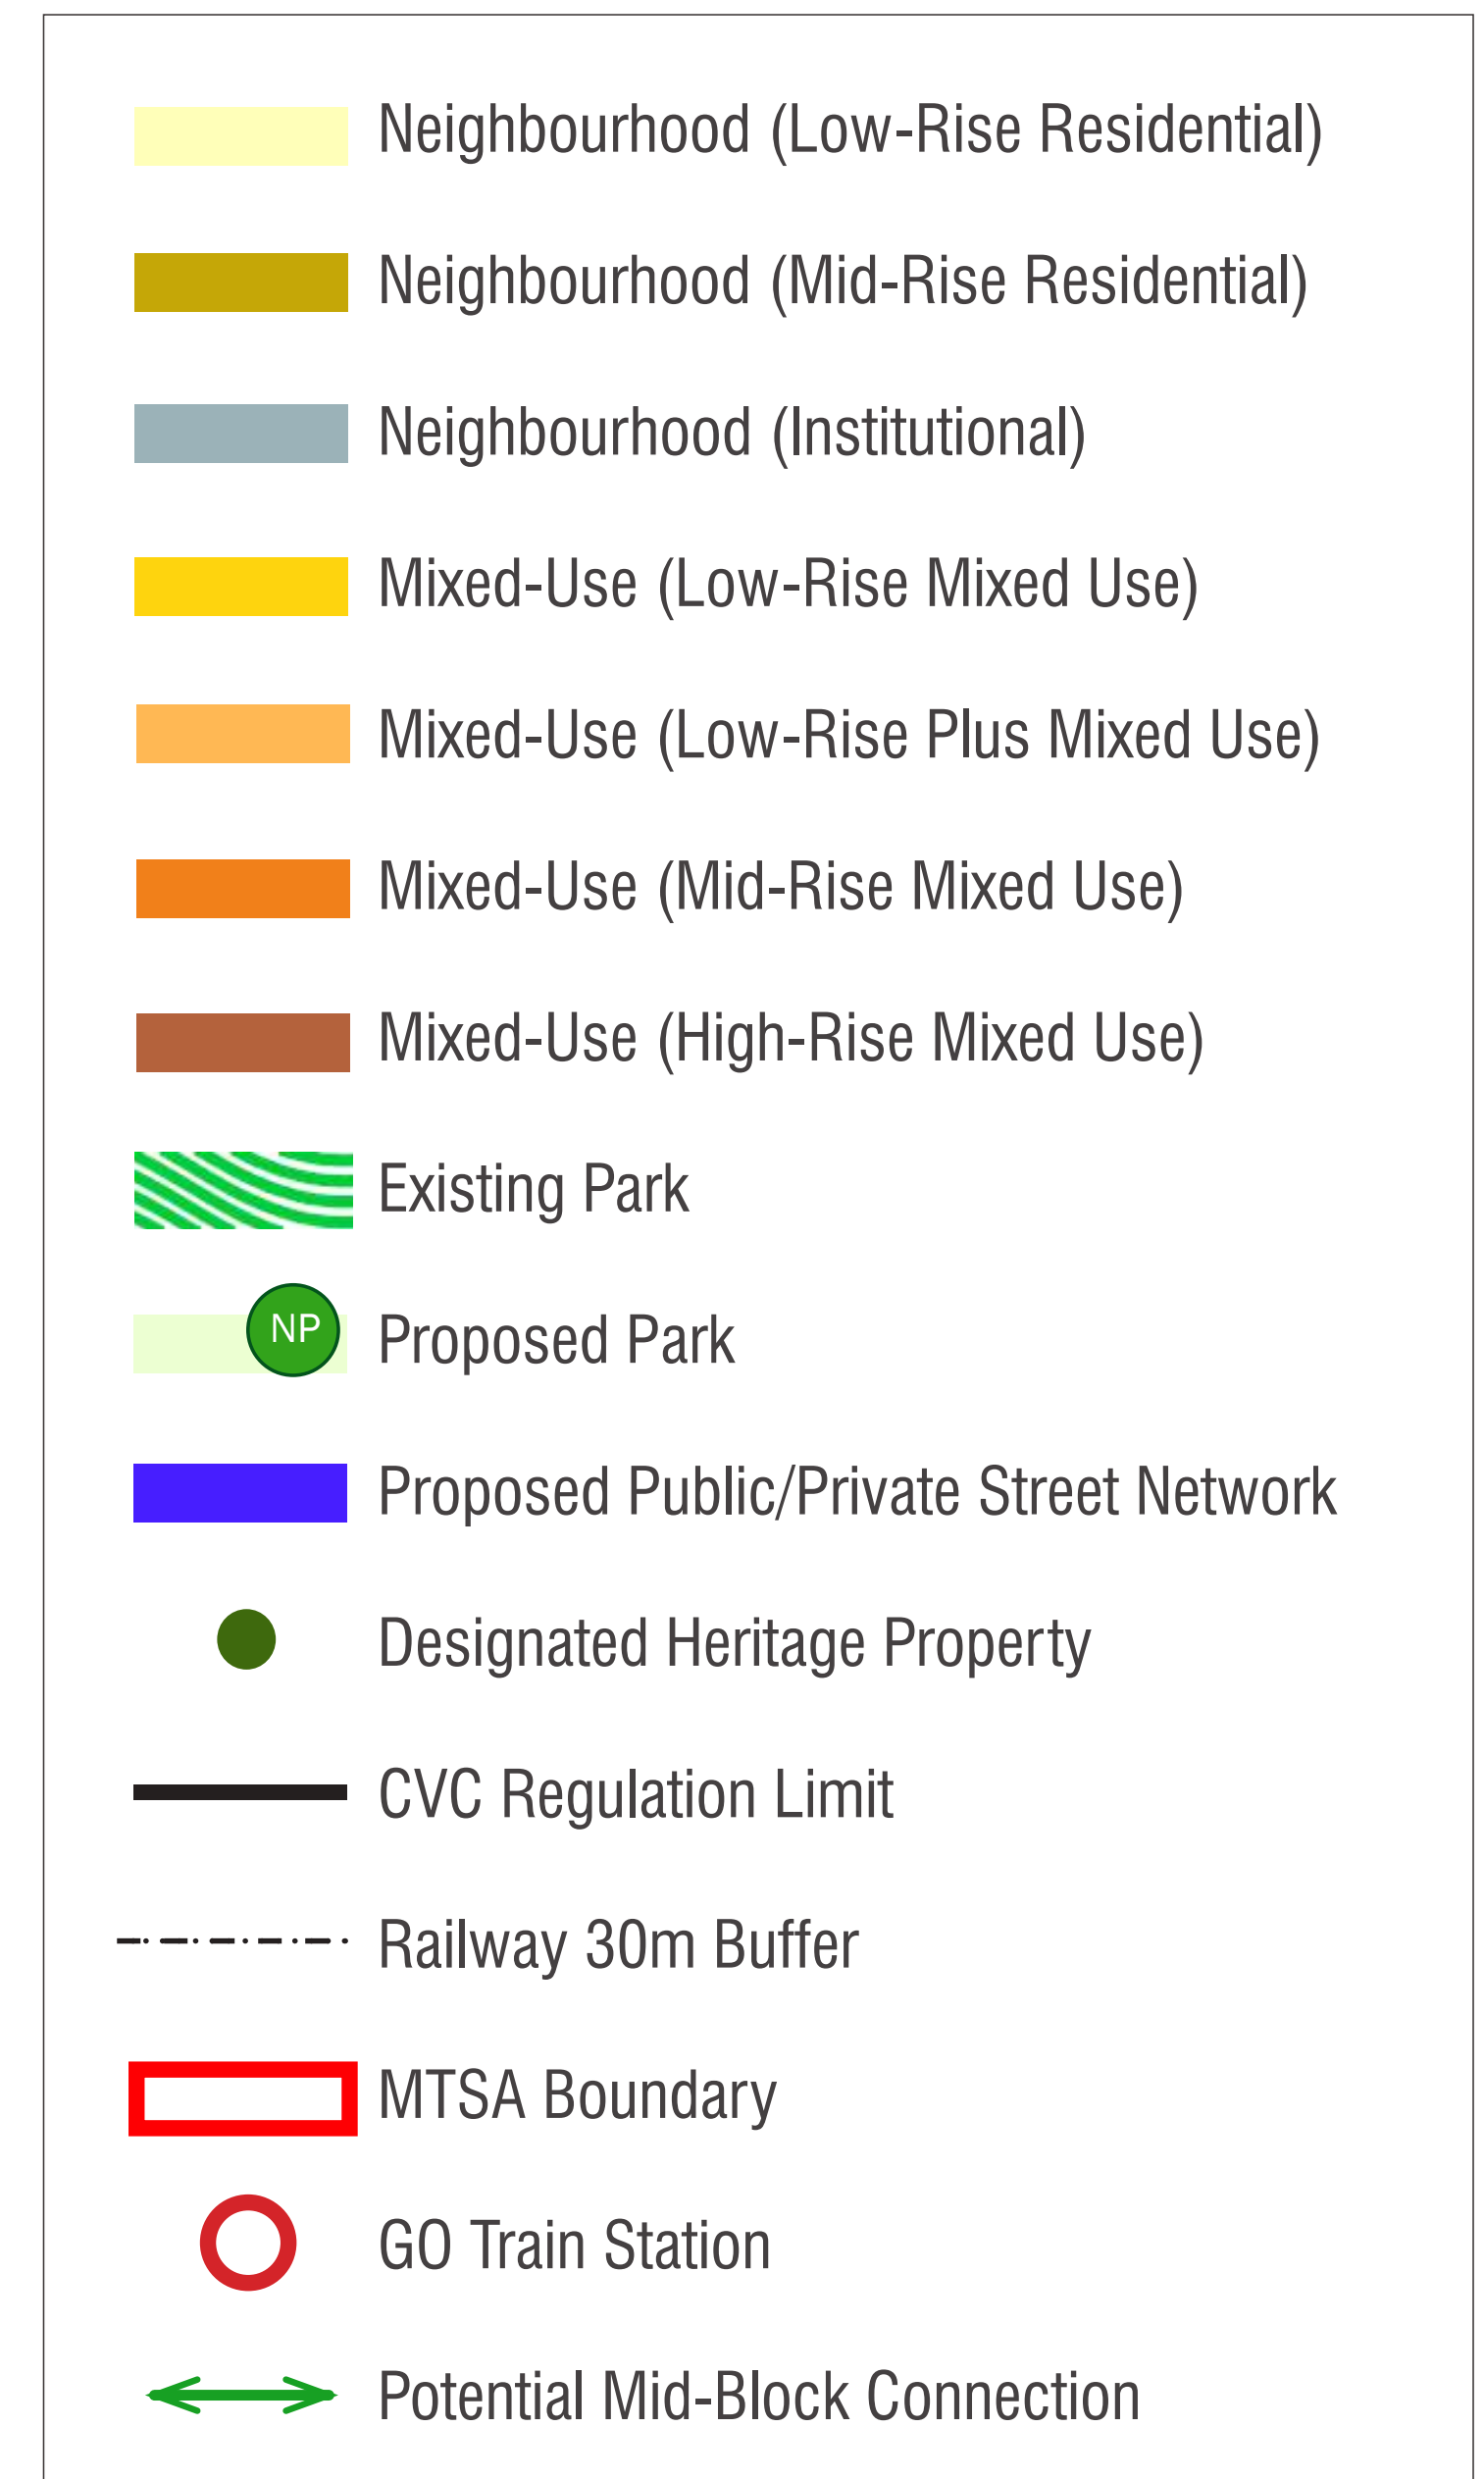 Neighbourhood (Low-Rise Residential)
Neighbourhood (Mid-Rise Residential)
Neighbourhood (Institutional)
Mixed-Use (Low-Rise Mixed Use)
Mixed-Use (Low-Rise Plus Mixed Use)
Mixed-Use (Mid-Rise Mixed Use)
Mixed-Use (High-Rise Mixed Use)
Existing Park
NP Proposed Park
Proposed Public/Private Street Network
Designated Heritage Property
CVC Regulation Limit
Railway 30m Buffer
MTSA Boundary
GO Train Station
Potential Mid-Block Connection